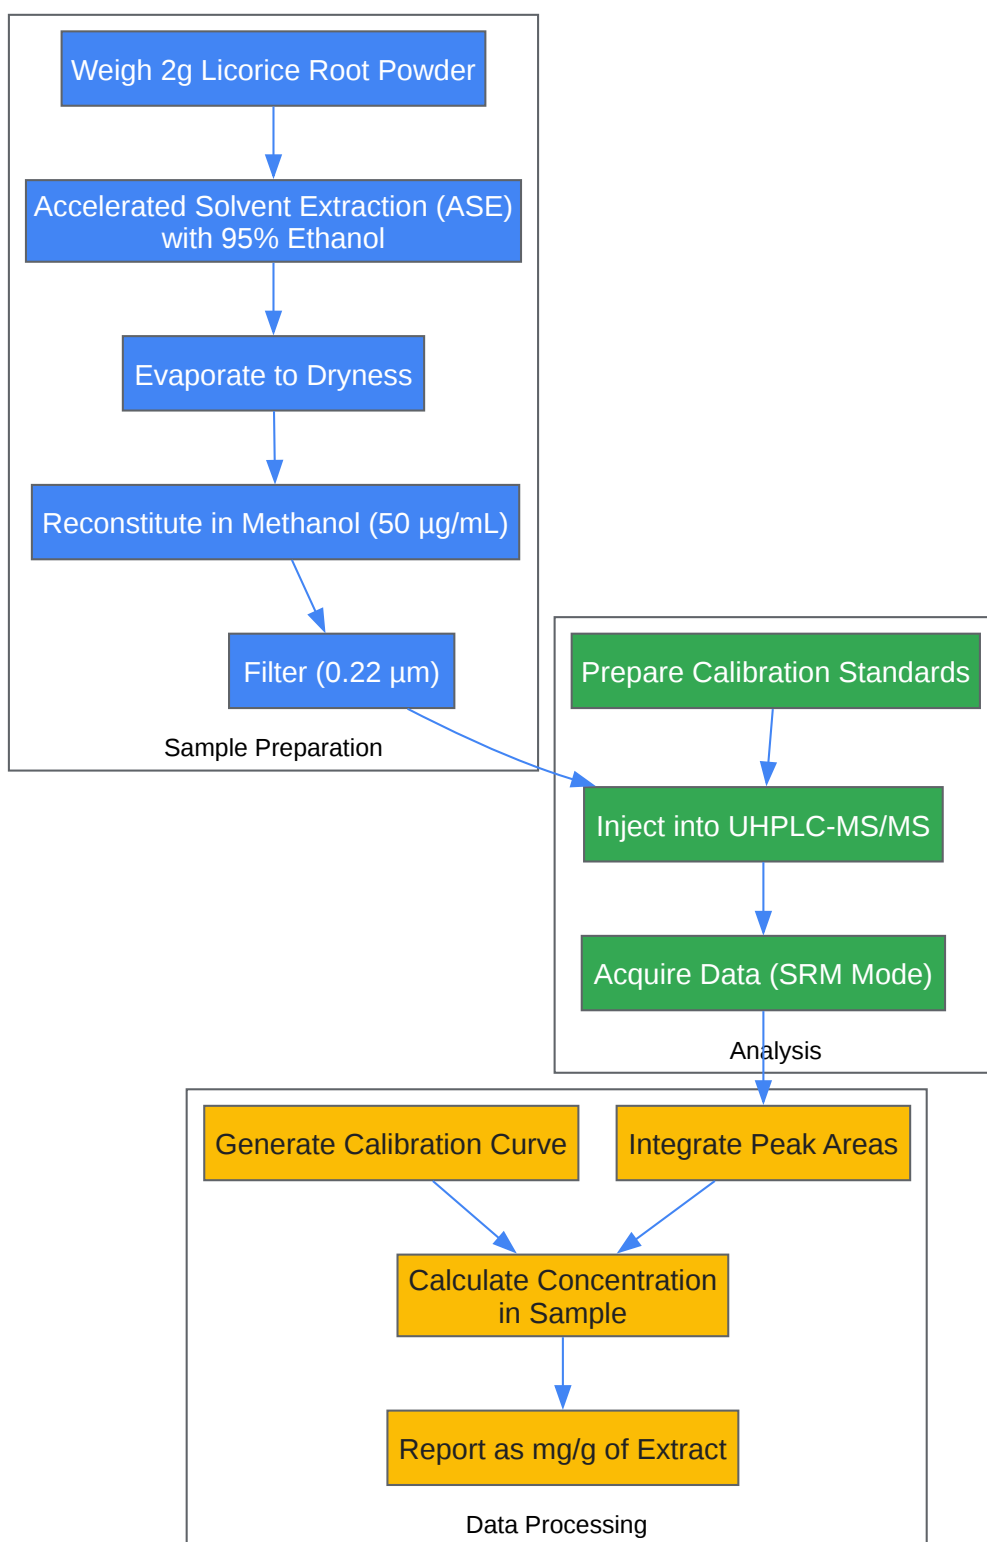 Weigh 2g Licorice Root Powder
Accelerated Solvent Extraction (ASE)
with 95% Ethanol
Evaporate to Dryness
Reconstitute in Methanol (50 µg/mL)
Filter (0.22 µm)
Sample Preparation
Prepare Calibration Standards
Inject into UHPLC-MS/MS
Acquire Data (SRM Mode)
Analysis
Generate Calibration Curve
Integrate Peak Areas
Calculate Concentration
in Sample
Report as mg/g of Extract
Data Processing